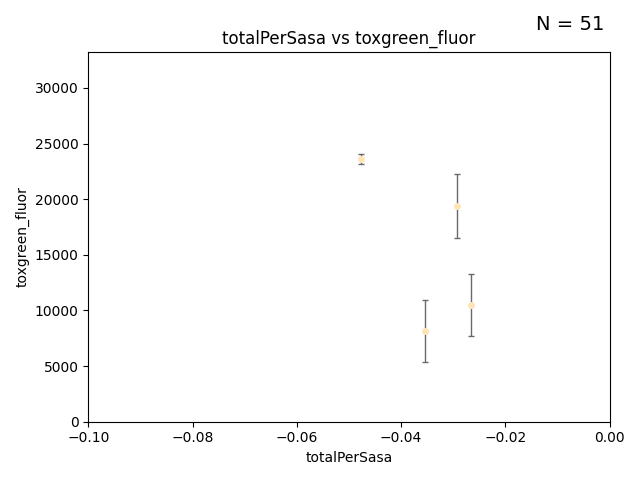 N = 51
totalPerSasa vs toxgreen_fluor
30000
25000
20000
15000
10000
5000
0
toxgreen_fluor
−0.10 −0.08 −0.06 −0.04 −0.02 0.00
totalPerSasa